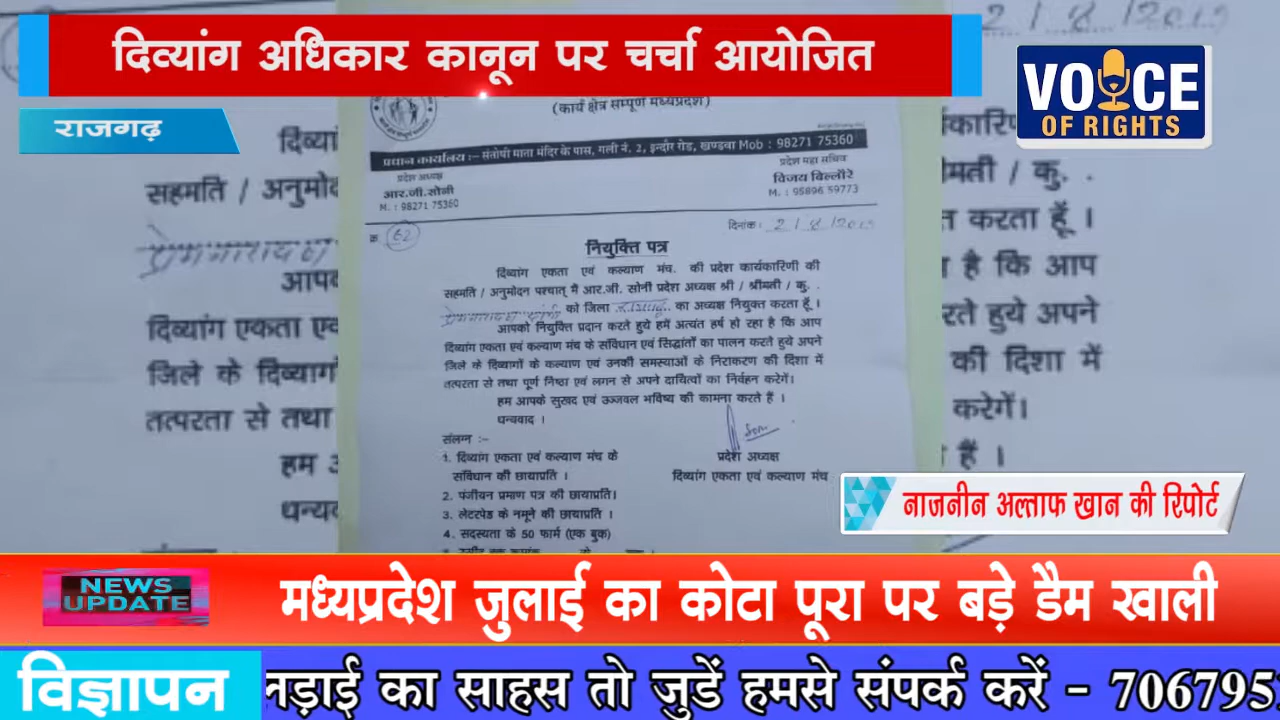 दिव्यांग अधिकार कानून पर चर्चा आयोजित
राजगढ़
VOICE
OF RIGHTS
(कार्य क्षेत्र सम्पूर्ण मध्यप्रदेश)
प्रधान कार्यालय :- संतोषी माता मंदिर के पास, गली नं. 2, इन्दौर रोड, खण्डवा Mob : 98271 75360
प्रदेश अध्यक्ष
आर.जी.सोनी
M. : 98271 75360
प्रदेश महा सचिव
विजय बिल्लौरे
M. : 95896 59773
क्र 62
दिनांक :
नियुक्ति पत्र
दिव्यांग एकता एवं कल्याण मंच. की प्रदेश कार्यकारिणी की
सहमति / अनुमोदन पश्चात् मै आर.जी. सोनी प्रदेश अध्यक्ष श्री / श्रीमती / कु. .
को जिला का अध्यक्ष नियुक्त करता हूँ ।
आपको नियुक्ति प्रदान करते हुये हमें अत्यंत हर्ष हो रहा है कि आप
दिव्यांग एकता एवं कल्याण मंच के संविधान एवं सिद्धांतों का पालन करते हुये अपने
जिले के दिव्यागों के कल्याण एवं उनकी समस्याओं के निराकरण की दिशा में
तत्परता से तथा पूर्ण निष्ठा एवं लगन से अपने दायित्वों का निर्वहन करेगें।
हम आपके सुखद एवं उज्जवल भविष्य की कामना करते हैं ।
धन्यवाद ।
संलग्न :-
प्रदेश अध्यक्ष
दिव्यांग एकता एवं कल्याण मंच
1. दिव्यांग एकता एवं कल्याण मंच के
संविधान की छायाप्रति ।
2. पंजीयन प्रमाण पत्र की छायाप्रति।
3. लेटरपेड के नमूने की छायाप्रति ।
4. सदस्यता के 50 फार्म (एक बुक)
नाजनीन अल्ताफ खान की रिपोर्ट
NEWS
UPDATE
मध्यप्रदेश जुलाई का कोटा पूरा पर बड़े डैम खाली
विज्ञापन
लड़ाई का साहस तो जुडें हमसे संपर्क करें - 706795